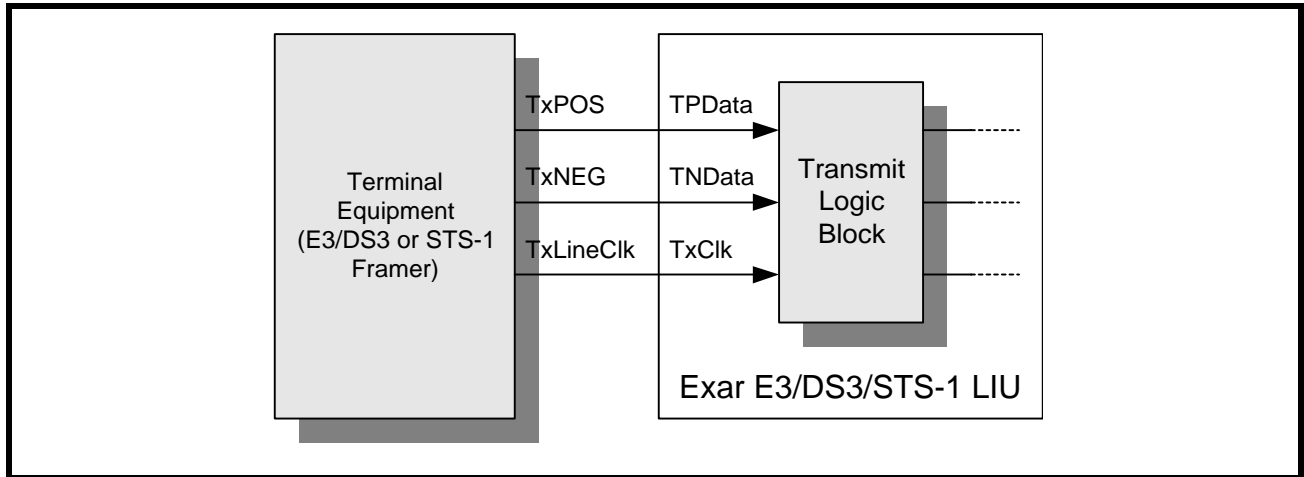 TxPOS
TPData
TxNEG
TNData
TxLineClk
TxClk
Terminal
Equipment
(E3/DS3 or STS-1
Framer)
Transmit
Logic
Block
Exar E3/DS3/STS-1 LIU